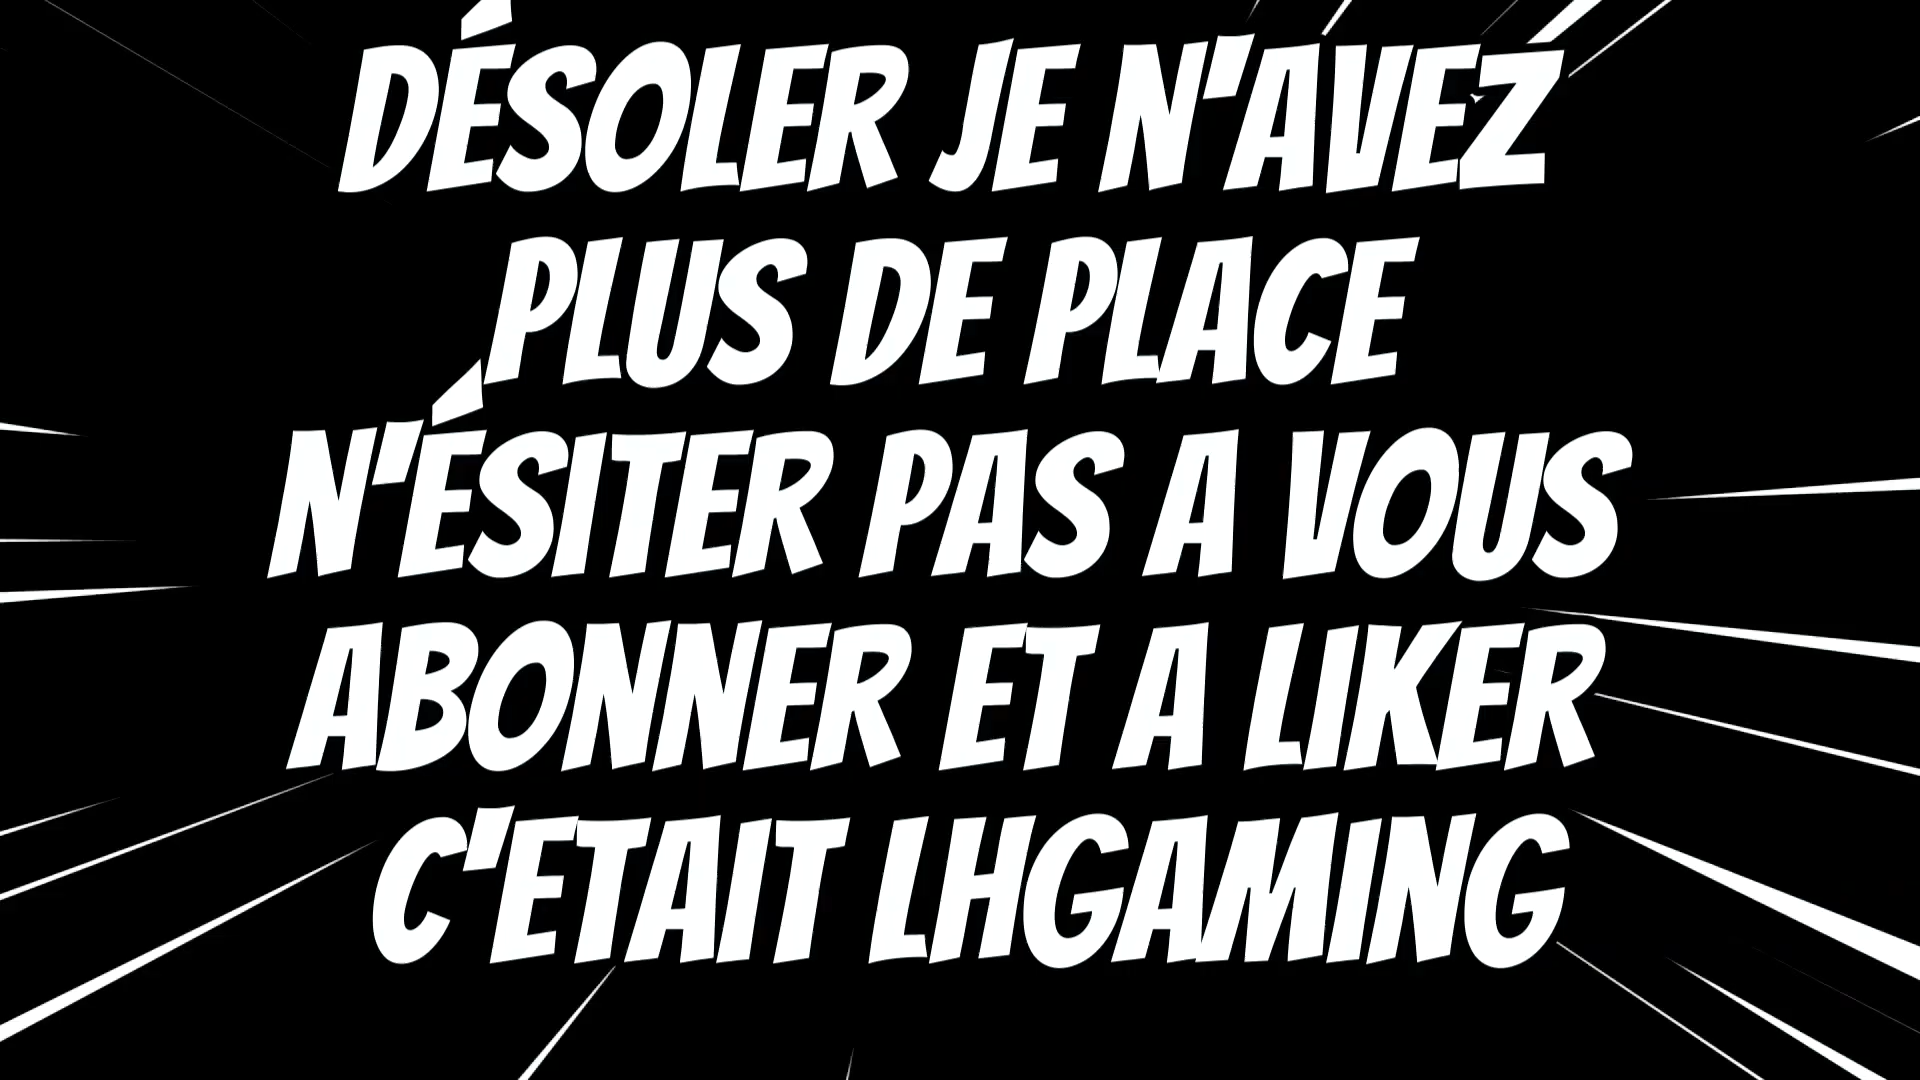 DÉSOLER JE N'AVEZ
PLUS DE PLACE
N'ÉSITER PAS A VOUS
ABONNER ET A LIKER
C'ETAIT LHGAMING